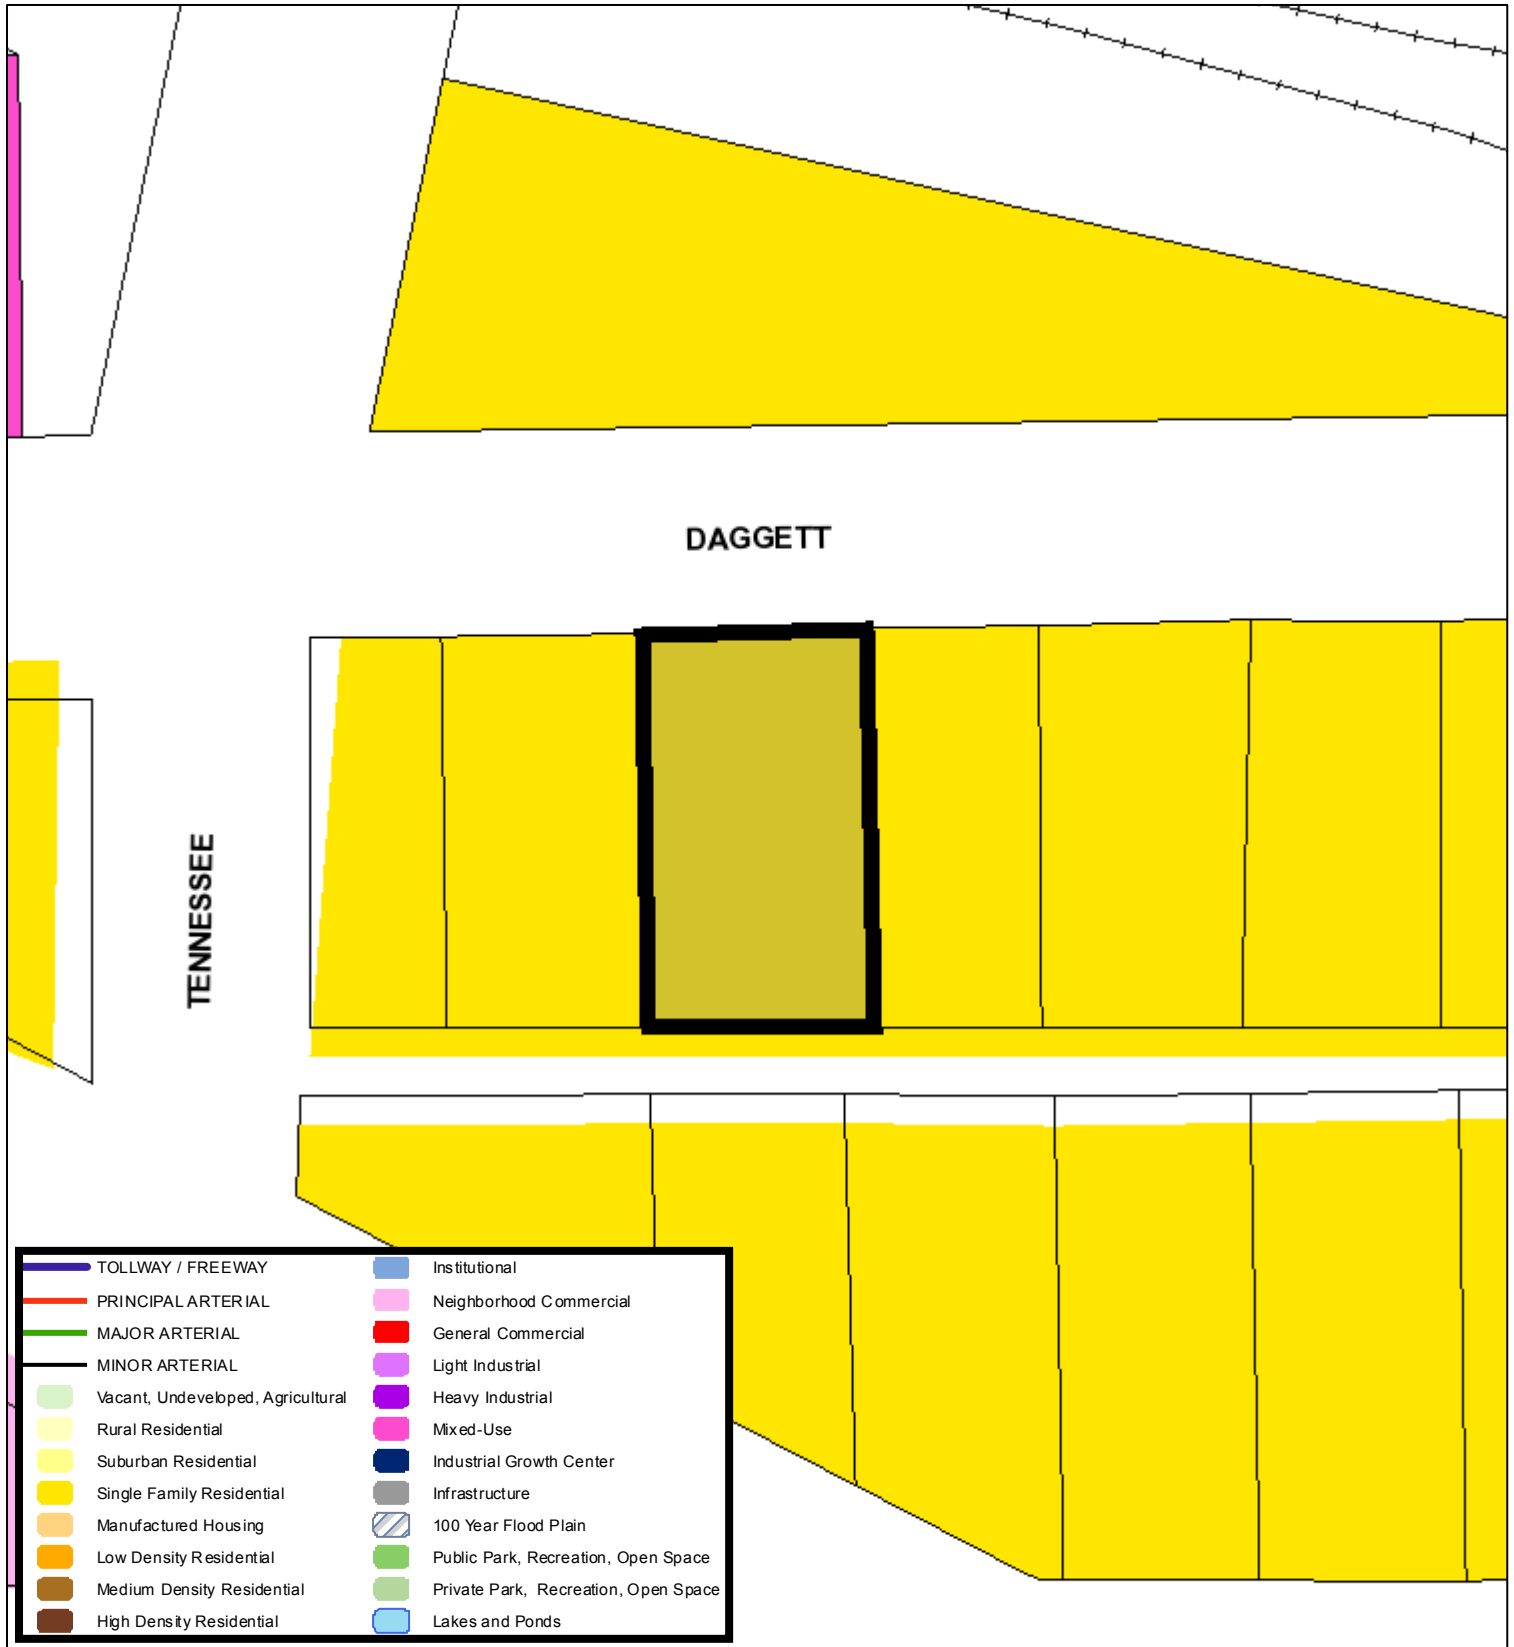 DAGGETT
TENNESSEE
TOLLWAY / FREEWAY
PRINCIPAL ARTERIAL
MAJOR ARTERIAL
MINOR ARTERIAL
Vacant, Undeveloped, Agricultural
Rural Residential
Suburban Residential
Single Family Residential
Manufactured Housing
Low Density Residential
Medium Density Residential
High Density Residential
Institutional
Neighborhood Commercial
General Commercial
Light Industrial
Heavy Industrial
Mixed-Use
Industrial Growth Center
Infrastructure
100 Year Flood Plain
Public Park, Recreation, Open Space
Private Park, Recreation, Open Space
Lakes and Ponds